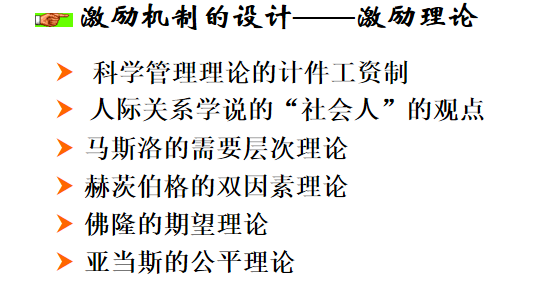 激励机制的设计——激励理论
科学管理理论的计件工资制
人际关系学说的“社会人”的观点
马斯洛的需要层次理论
赫茨伯格的双因素理论
佛隆的期望理论
亚当斯的公平理论